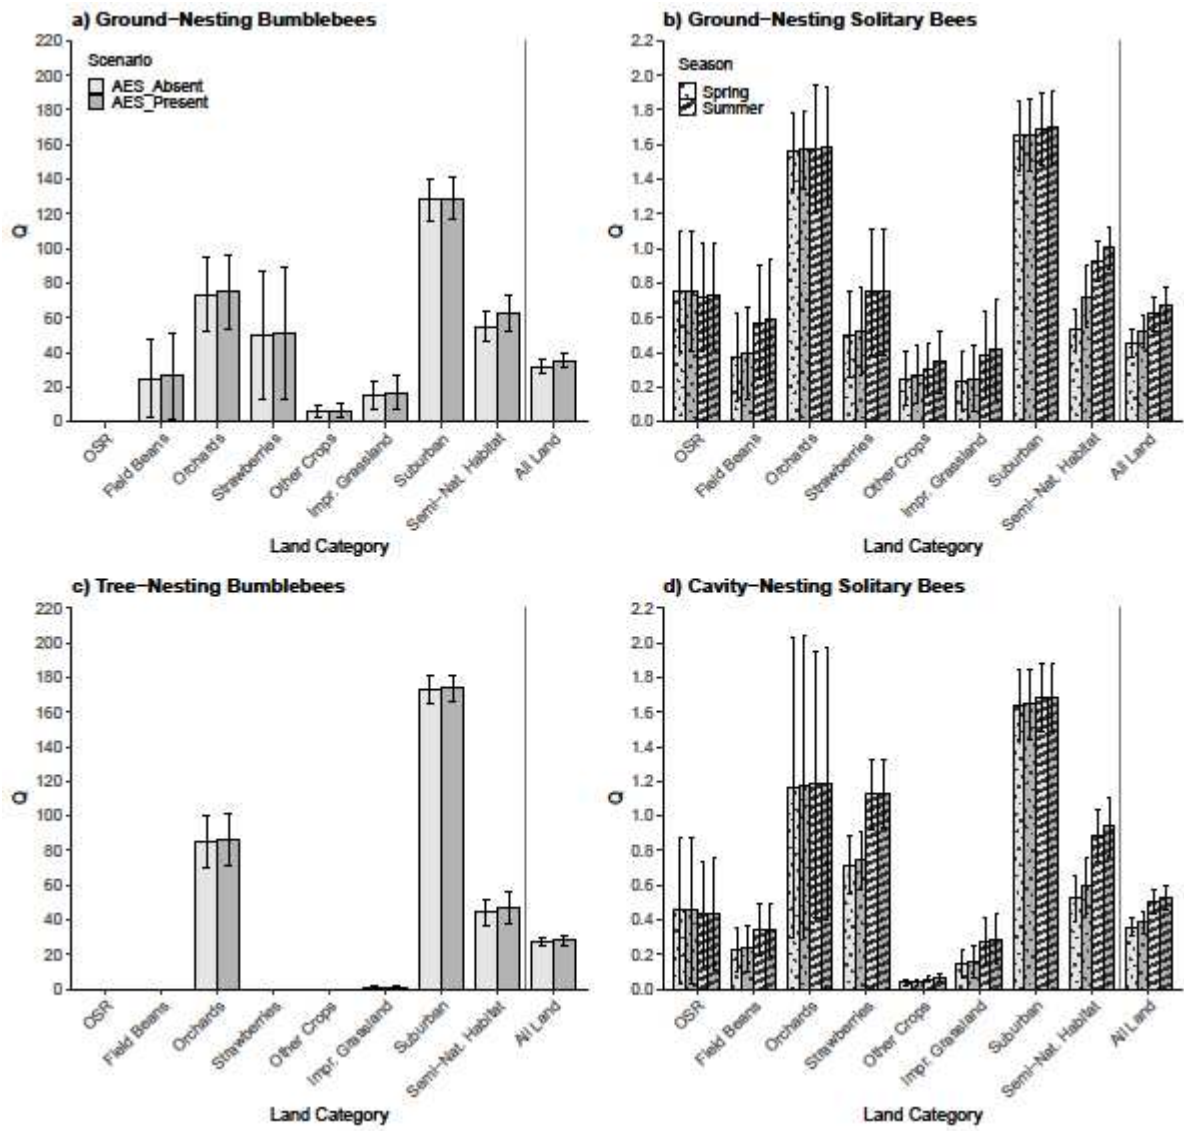 a) Ground-Nesting Bumblebees
220
200
180
160
140
120
100
80
60
40
20
0
Q
Scenario
AES_Absent
AES_Present
OSR
Field Beans
Orchards
Strawberries
Other Crops
Impr. Grassland
Suburban
Semi-Nat. Habitat
All Land
Land Category
b) Ground-Nesting Solitary Bees
2.2
2.0
1.8
1.6
1.4
1.2
1.0
0.8
0.6
0.4
0.2
0.0
Q
Season
Spring
Summer
OSR
Field Beans
Orchards
Strawberries
Other Crops
Impr. Grassland
Suburban
Semi-Nat. Habitat
All Land
Land Category
c) Tree-Nesting Bumblebees
220
200
180
160
140
120
100
80
60
40
20
0
Q
OSR
Field Beans
Orchards
Strawberries
Other Crops
Impr. Grassland
Suburban
Semi-Nat. Habitat
All Land
Land Category
d) Cavity-Nesting Solitary Bees
2.2
2.0
1.8
1.6
1.4
1.2
1.0
0.8
0.6
0.4
0.2
0.0
Q
OSR
Field Beans
Orchards
Strawberries
Other Crops
Impr. Grassland
Suburban
Semi-Nat. Habitat
All Land
Land Category